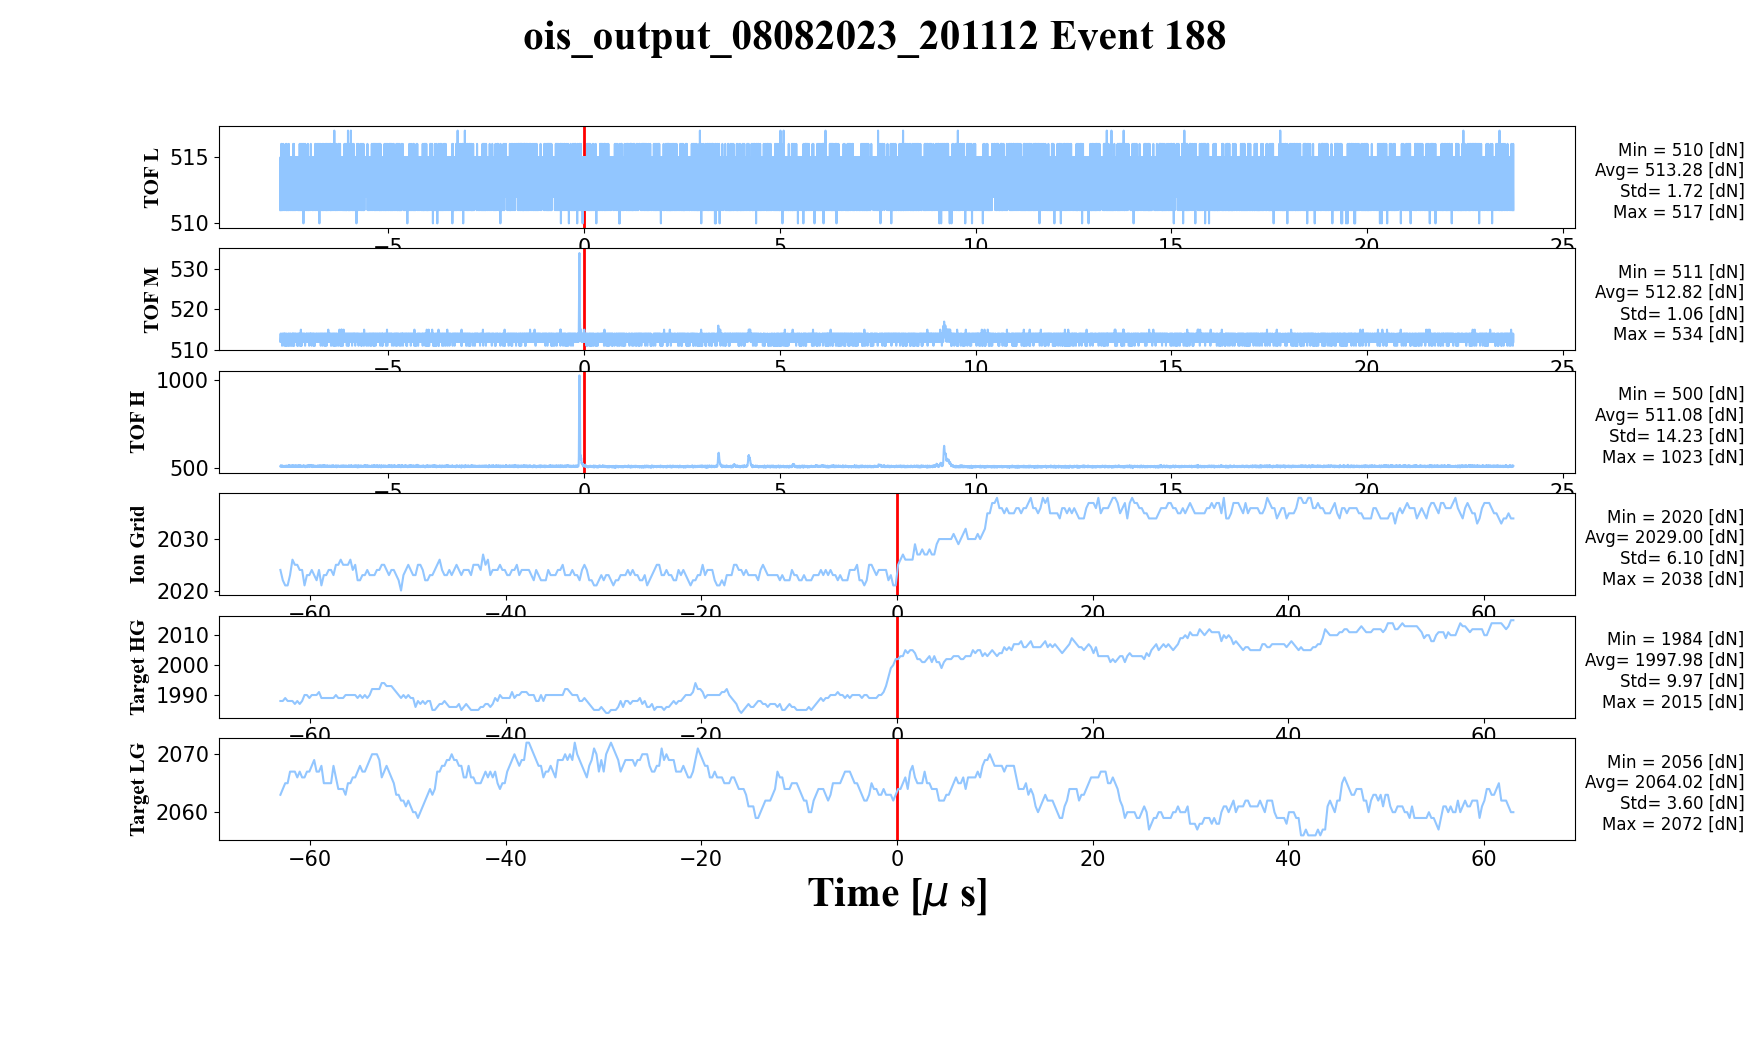 ois_output_08082023_201112 Event 188
TOF L
515
510
−5
0
5
10
15
20
25
Min = 510 [dN]
Avg= 513.28 [dN]
Std= 1.72 [dN]
Max = 517 [dN]
TOF M
530
520
510
−5
0
5
10
15
20
25
Min = 511 [dN]
Avg= 512.82 [dN]
Std= 1.06 [dN]
Max = 534 [dN]
TOF H
1000
500
−5
0
5
10
15
20
25
Min = 500 [dN]
Avg= 511.08 [dN]
Std= 14.23 [dN]
Max = 1023 [dN]
Ion Grid
2030
2020
−60
−40
−20
0
20
40
60
Min = 2020 [dN]
Avg= 2029.00 [dN]
Std= 6.10 [dN]
Max = 2038 [dN]
Target HG
2010
2000
1990
−60
−40
−20
0
20
40
60
Min = 1984 [dN]
Avg= 1997.98 [dN]
Std= 9.97 [dN]
Max = 2015 [dN]
Target LG
2070
2060
−60
−40
−20
0
20
40
60
Min = 2056 [dN]
Avg= 2064.02 [dN]
Std= 3.60 [dN]
Max = 2072 [dN]
Time [μ s]